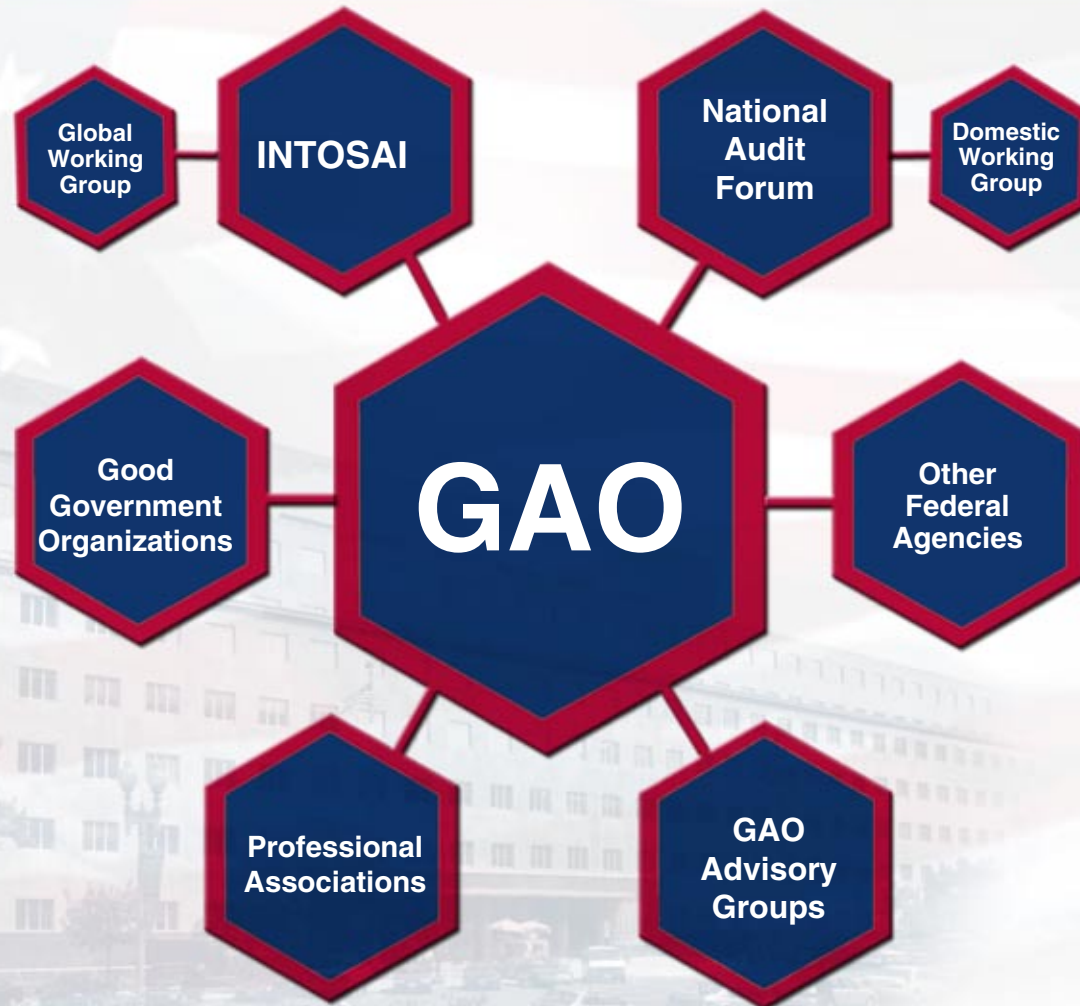 Global
Working
Group
INTOSAI
National
Audit
Forum
Domestic
Working
Group
Good
Government
Organizations
GAO
Other
Federal
Agencies
Professional
Associations
GAO
Advisory
Groups